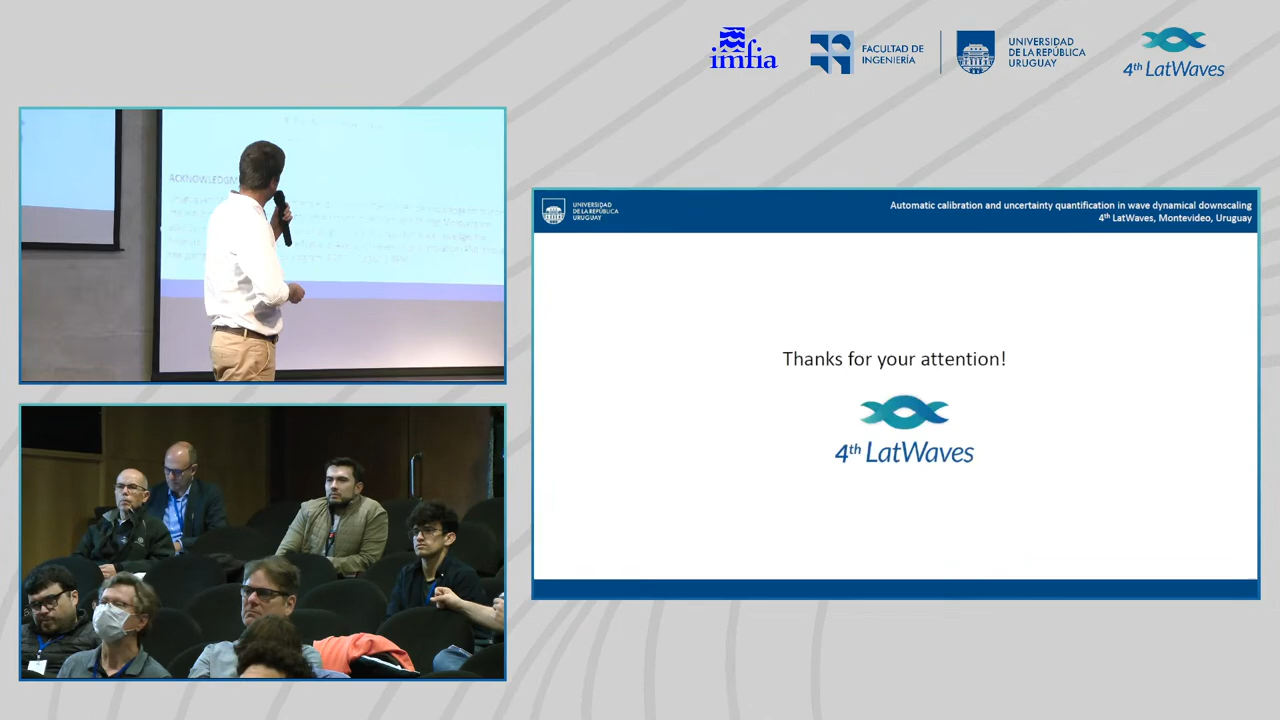 imfia
FACULTAD DE
INGENIERÍA
UNIVERSIDAD
DE LA REPÚBLICA
URUGUAY
4th LatWaves
ACKNOWLEDGM
UNIVERSIDAD
DE LA REPÚBLICA
URUGUAY
Automatic calibration and uncertainty quantification in wave dynamical downscaling
4th LatWaves, Montevideo, Uruguay
Thanks for your attention!
4th LatWaves